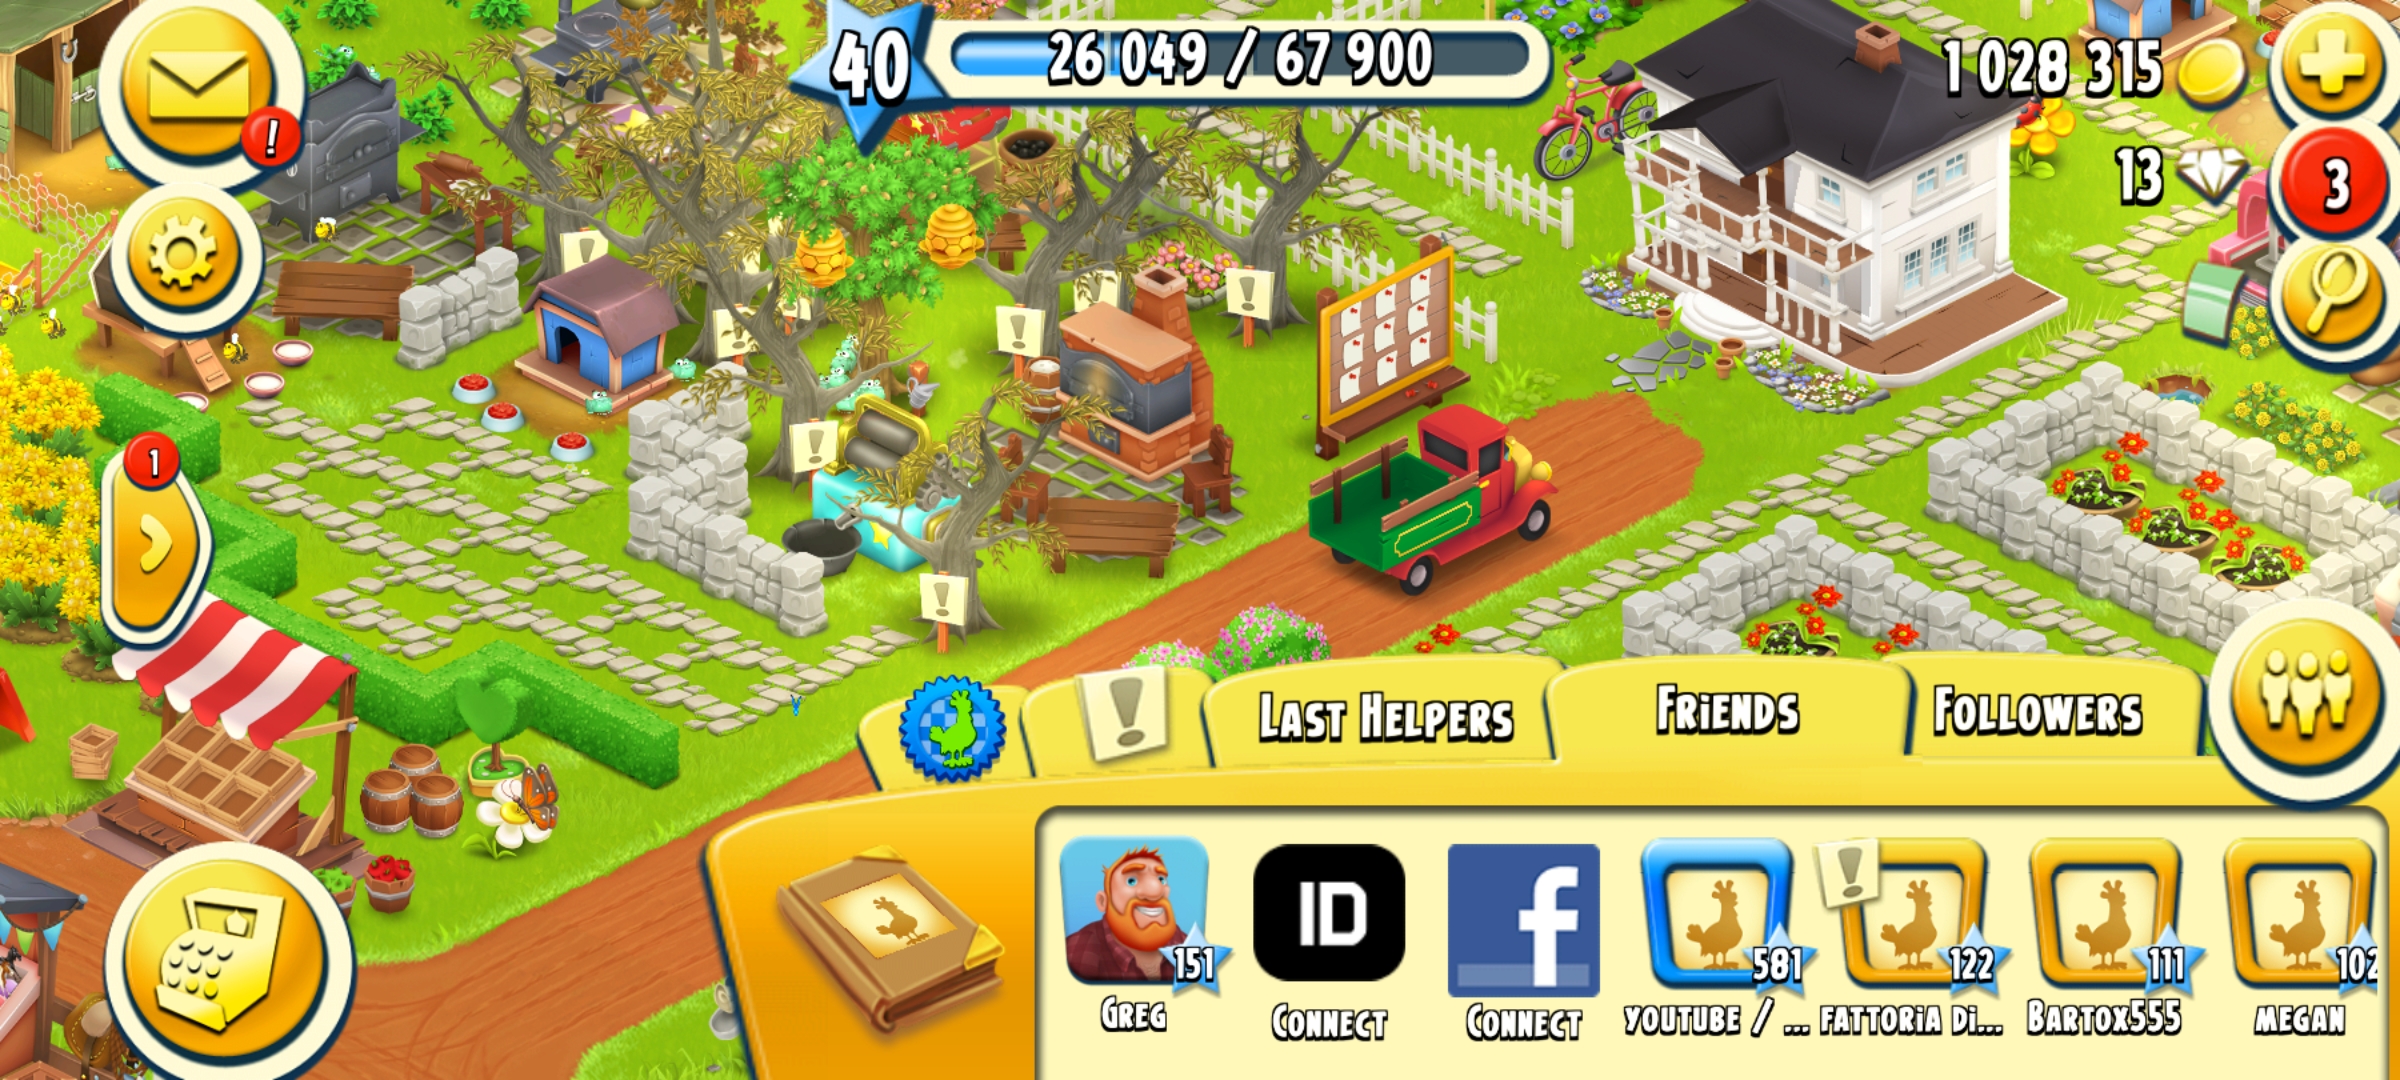 40
26 049 / 67 900
1 028 315
13
!
3
1
!
!
!
!
!
!
!
!
Last Helpers
Friends
Followers
151
ID
f
581
!
122
111
102
Greg
Connect
Connect
YOUTUBE / ...
FATTORIA Di...
Bartox555
MEGAN